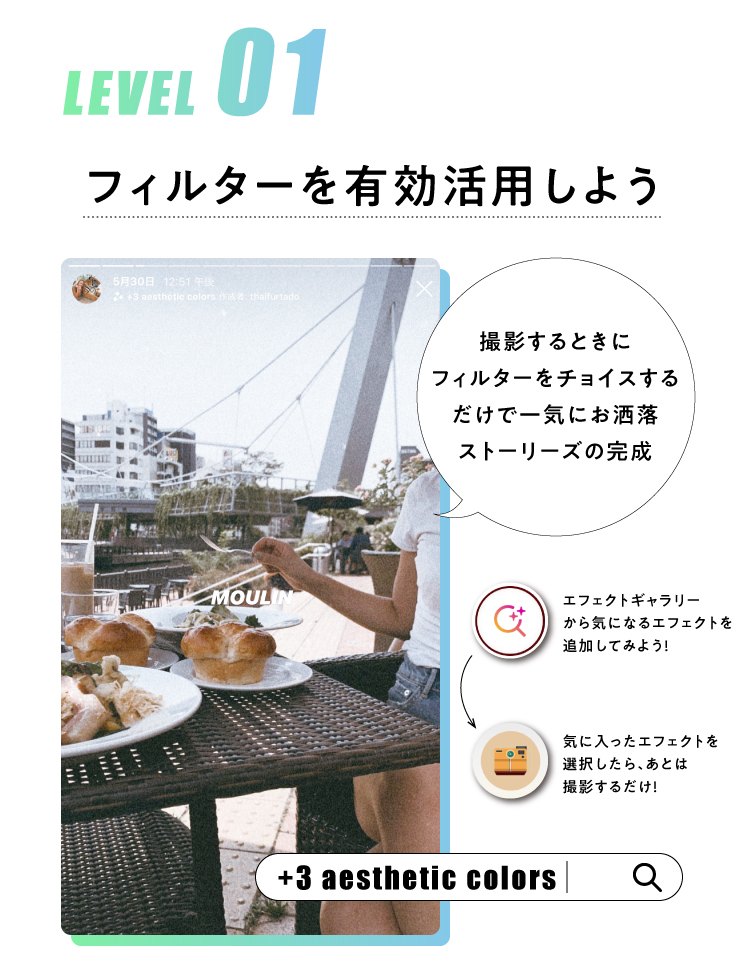 LEVEL 01
フィルターを有効活用しよう
5月30日 12:51 午後
+3 aesthetic colors 作成者: thalfurtado
撮影するときに
フィルターをチョイスする
だけで一気にお洒落
ストーリーズの完成
MOULIN
エフェクトギャラリー
から気になるエフェクトを
追加してみよう!
気に入ったエフェクトを
選択したら、あとは
撮影するだけ!
+3 aesthetic colors